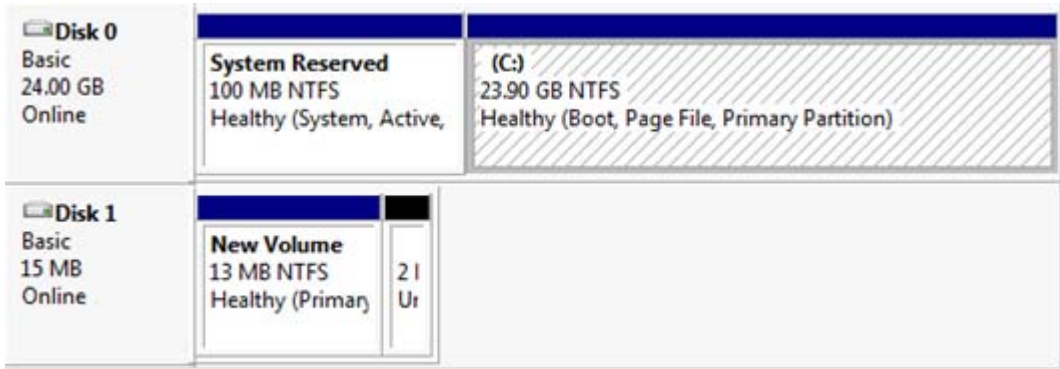 Disk 0
Basic
24.00 GB
Online
System Reserved
100 MB NTFS
Healthy (System, Active,
(C:)
23.90 GB NTFS
Healthy (Boot, Page File, Primary Partition)
Disk 1
Basic
15 MB
Online
New Volume
13 MB NTFS
Healthy (Primary
2